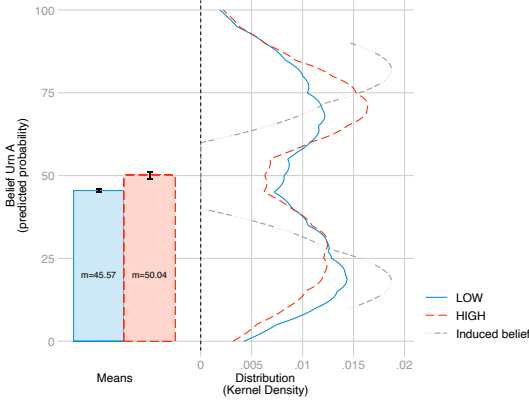 100
75
50
25
0
Belief Urn A
(predicted probability)
m=45.57
m=50.04
0
.005
.01
.015
.02
Means
Distribution
(Kernel Density)
LOW
HIGH
Induced belief